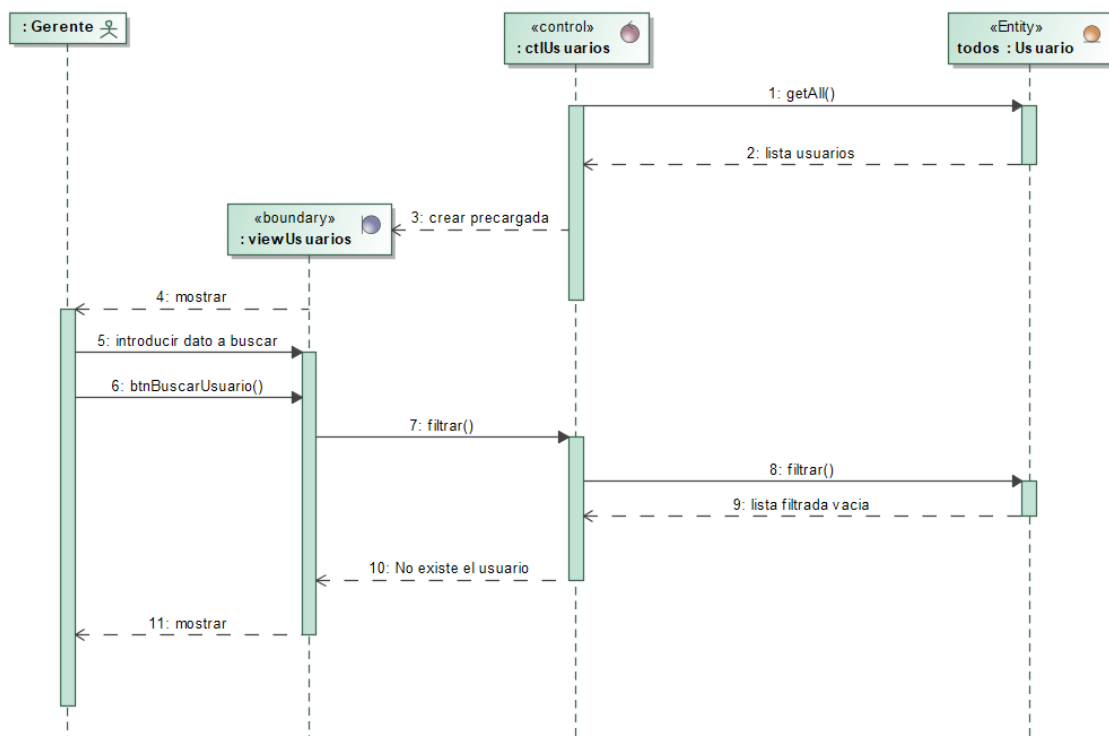 : Gerente
«control»
: ctlUsuarios
«Entity»
todos : Usuario
1: getAll()
2: lista usuarios
«boundary»
: viewUsuarios
3: crear precargada
4: mostrar
5: introducir dato a buscar
6: btnBuscarUsuario()
7: filtrar()
8: filtrar()
9: lista filtrada vacia
10: No existe el usuario
11: mostrar